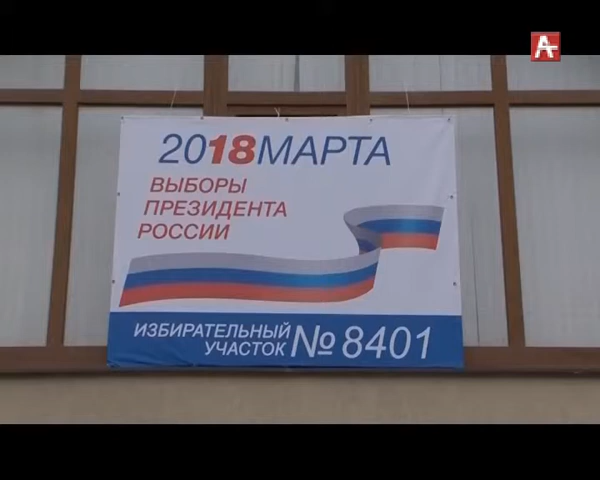 2018МАРТА
ВЫБОРЫ
ПРЕЗИДЕНТА
РОССИИ
ИЗБИРАТЕЛЬНЫЙ
УЧАСТОК № 8401